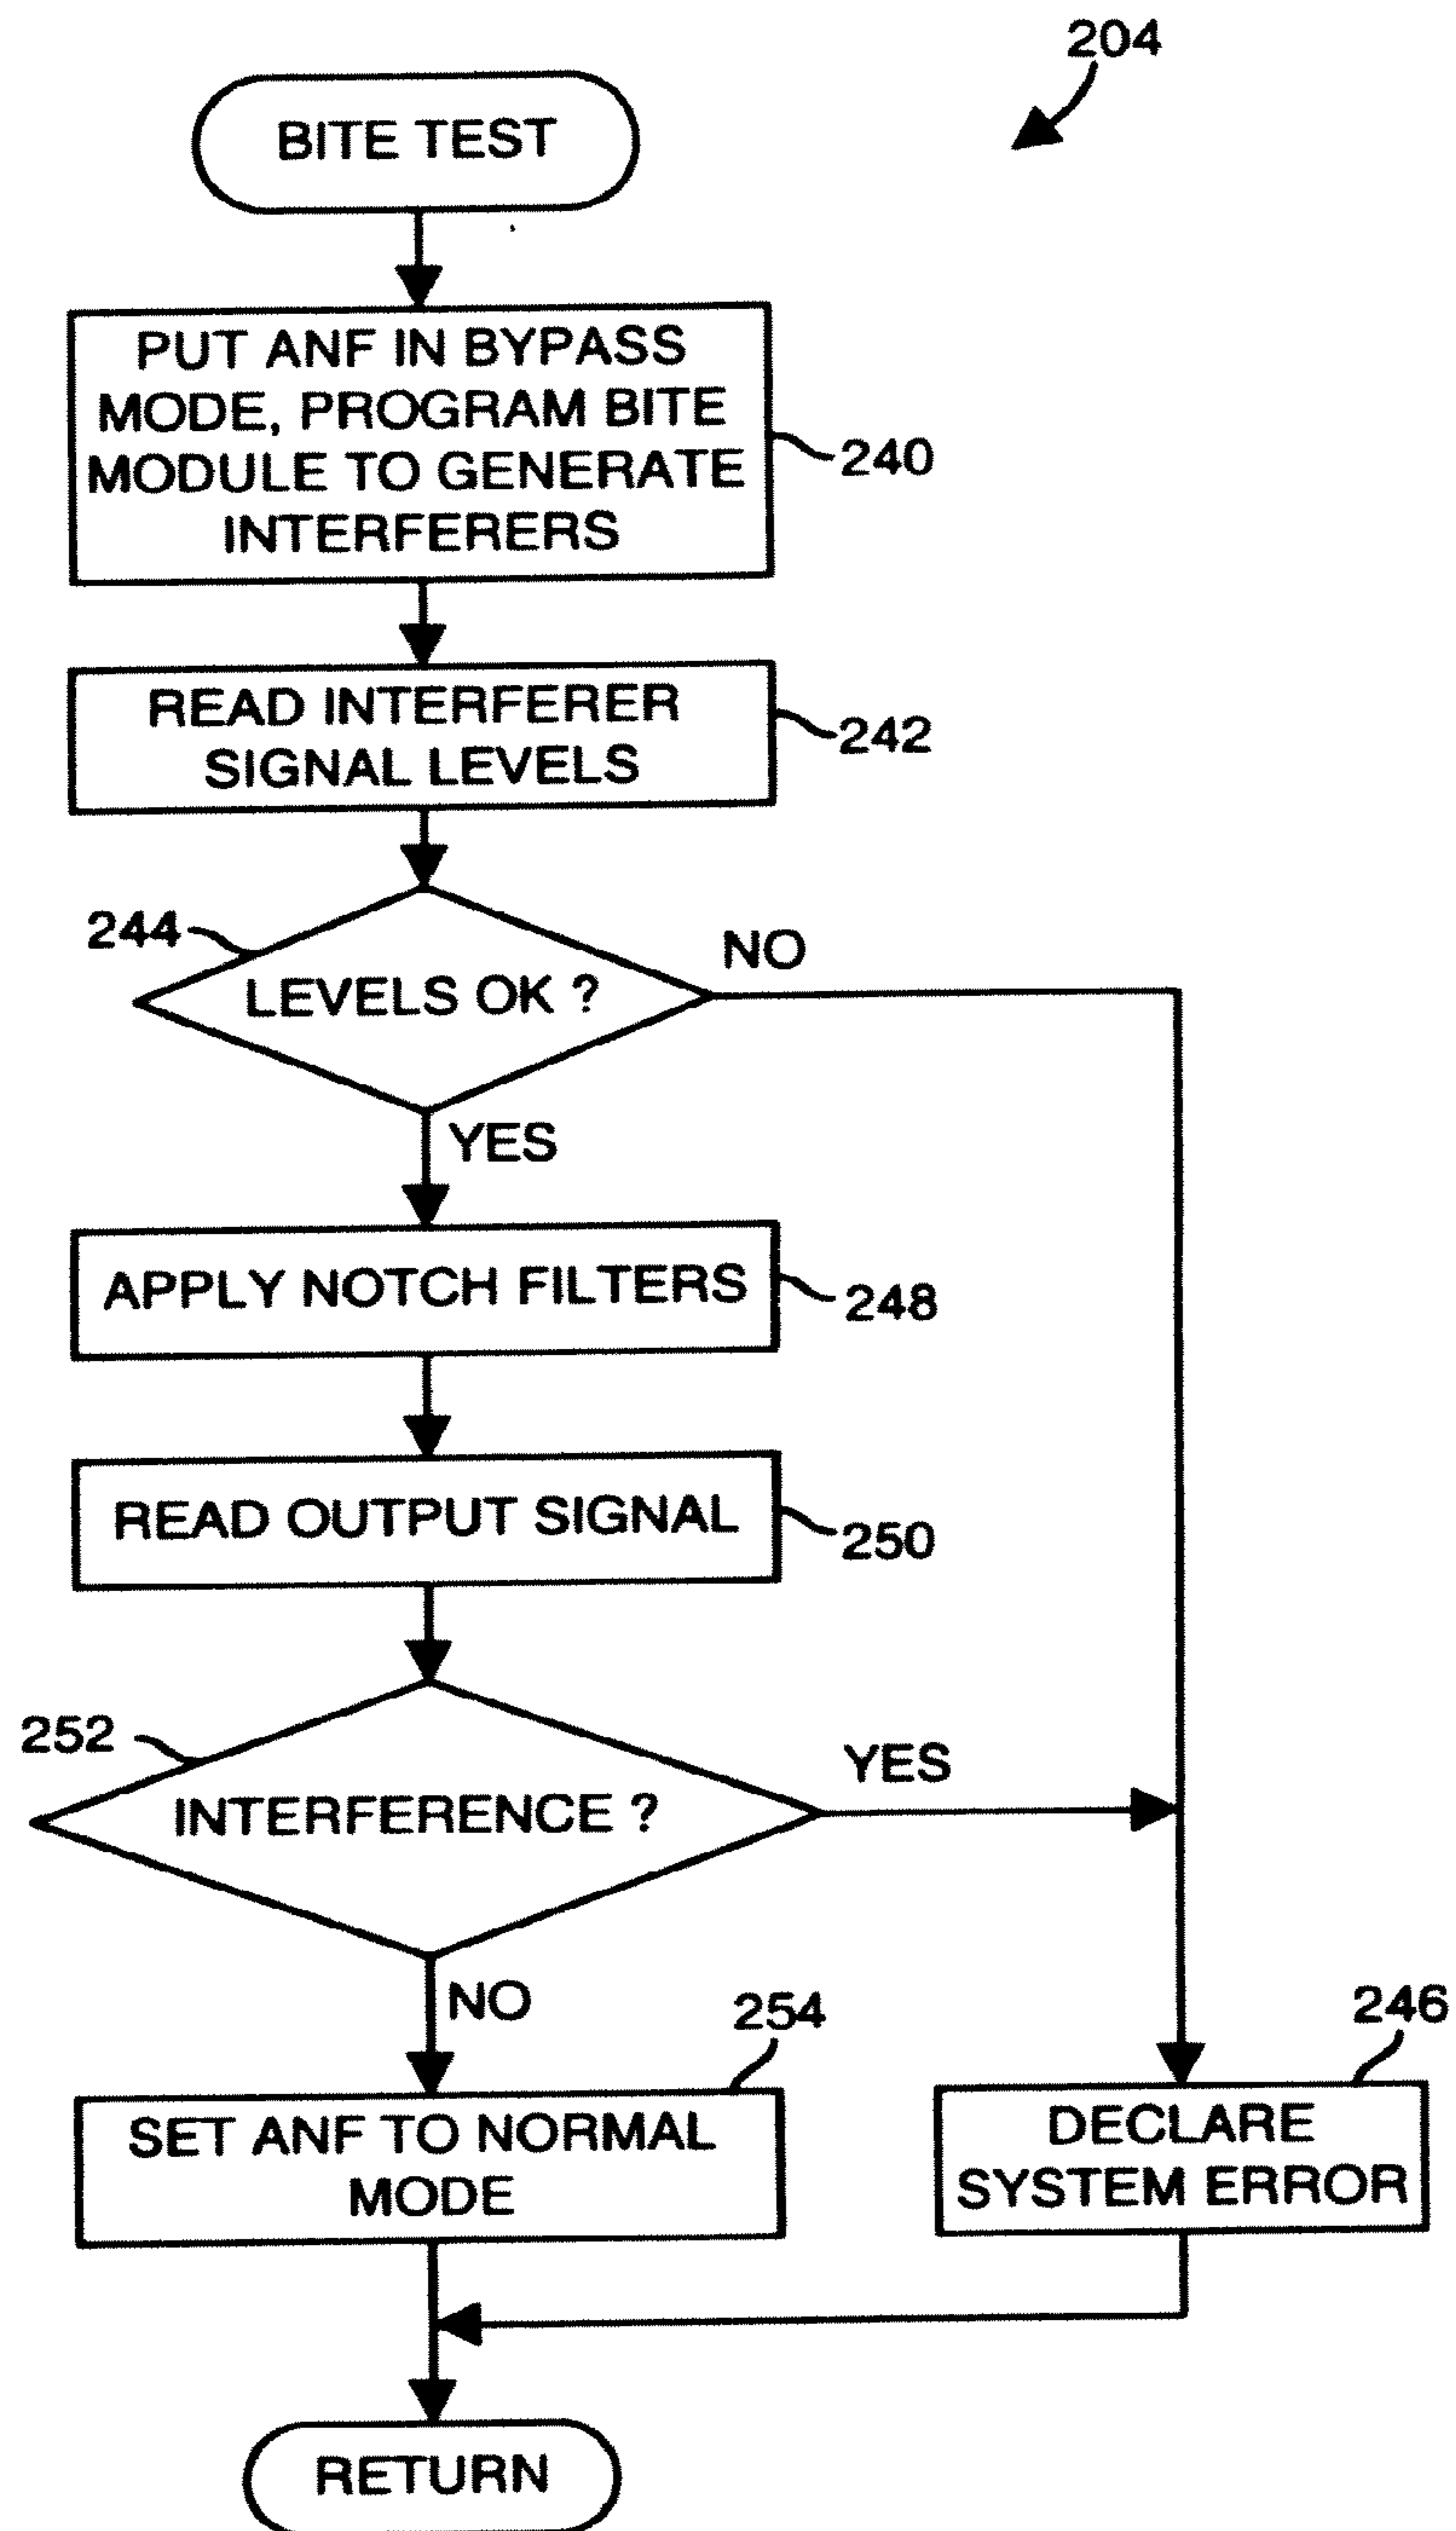 204
BITE TEST
PUT ANF IN BYPASS
MODE, PROGRAM BITE
MODULE TO GENERATE
INTERFERERS
240
READ INTERFERER
SIGNAL LEVELS
242
244
LEVELS OK ?
NO
YES
APPLY NOTCH FILTERS
248
READ OUTPUT SIGNAL
250
252
INTERFERENCE ?
YES
NO
254
SET ANF TO NORMAL
MODE
246
DECLARE
SYSTEM ERROR
RETURN